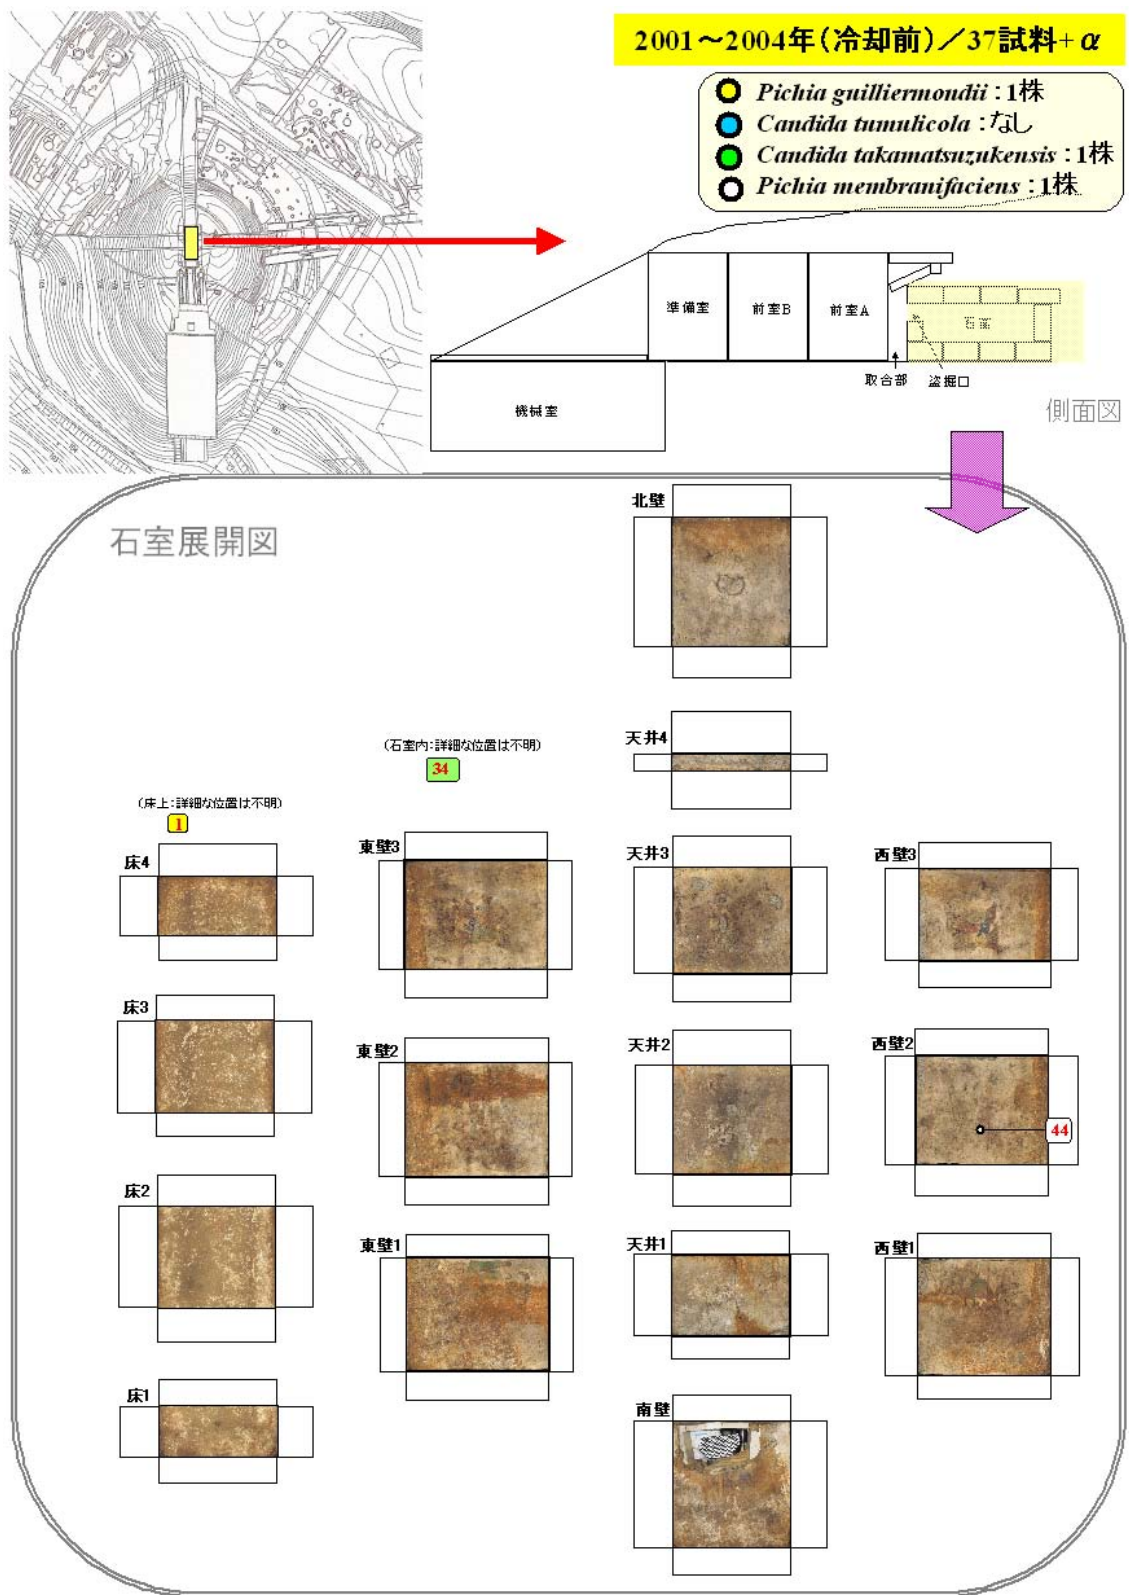 2001～2004年(冷却前)／37試料+α
Pichia guilliermondii : 1株
Candida tumulicola : なし
Candida takamatsuzukensis : 1株
Pichia membranifaciens : 1株
準備室
前室B
前室A
取合部
盗掘口
機械室
側面図
石室展開図
北壁
(石室内:詳細な位置は不明)
34
天井4
(床上:詳細な位置は不明)
1
床4
東壁3
天井3
西壁3
床3
東壁2
天井2
西壁2
44
床2
東壁1
天井1
西壁1
床1
南壁